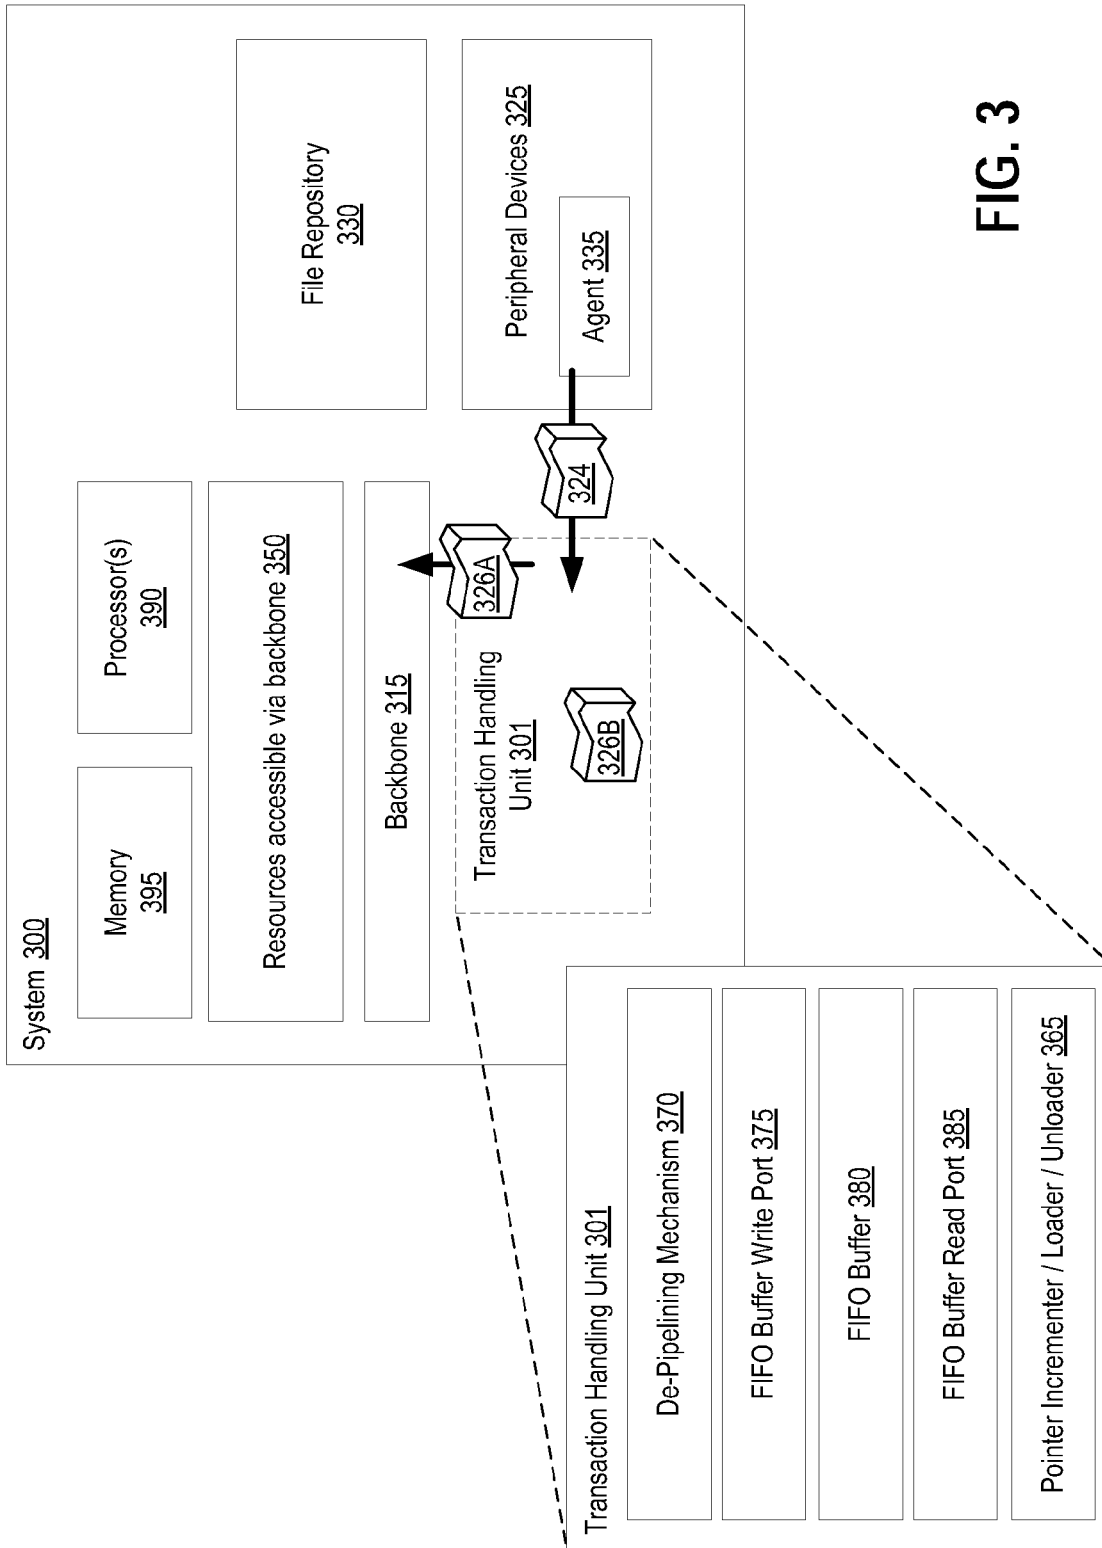 System 300
Memory
395
Processor(s)
390
Resources accessible via backbone 350
Backbone 315
File Repository
330
Transaction Handling
Unit 301
326A
326B
324
Peripheral Devices 325
Agent 335
Transaction Handling Unit 301
De-Pipelining Mechanism 370
FIFO Buffer Write Port 375
FIFO Buffer 380
FIFO Buffer Read Port 385
Pointer Incrementer / Loader / Unloader 365
FIG. 3